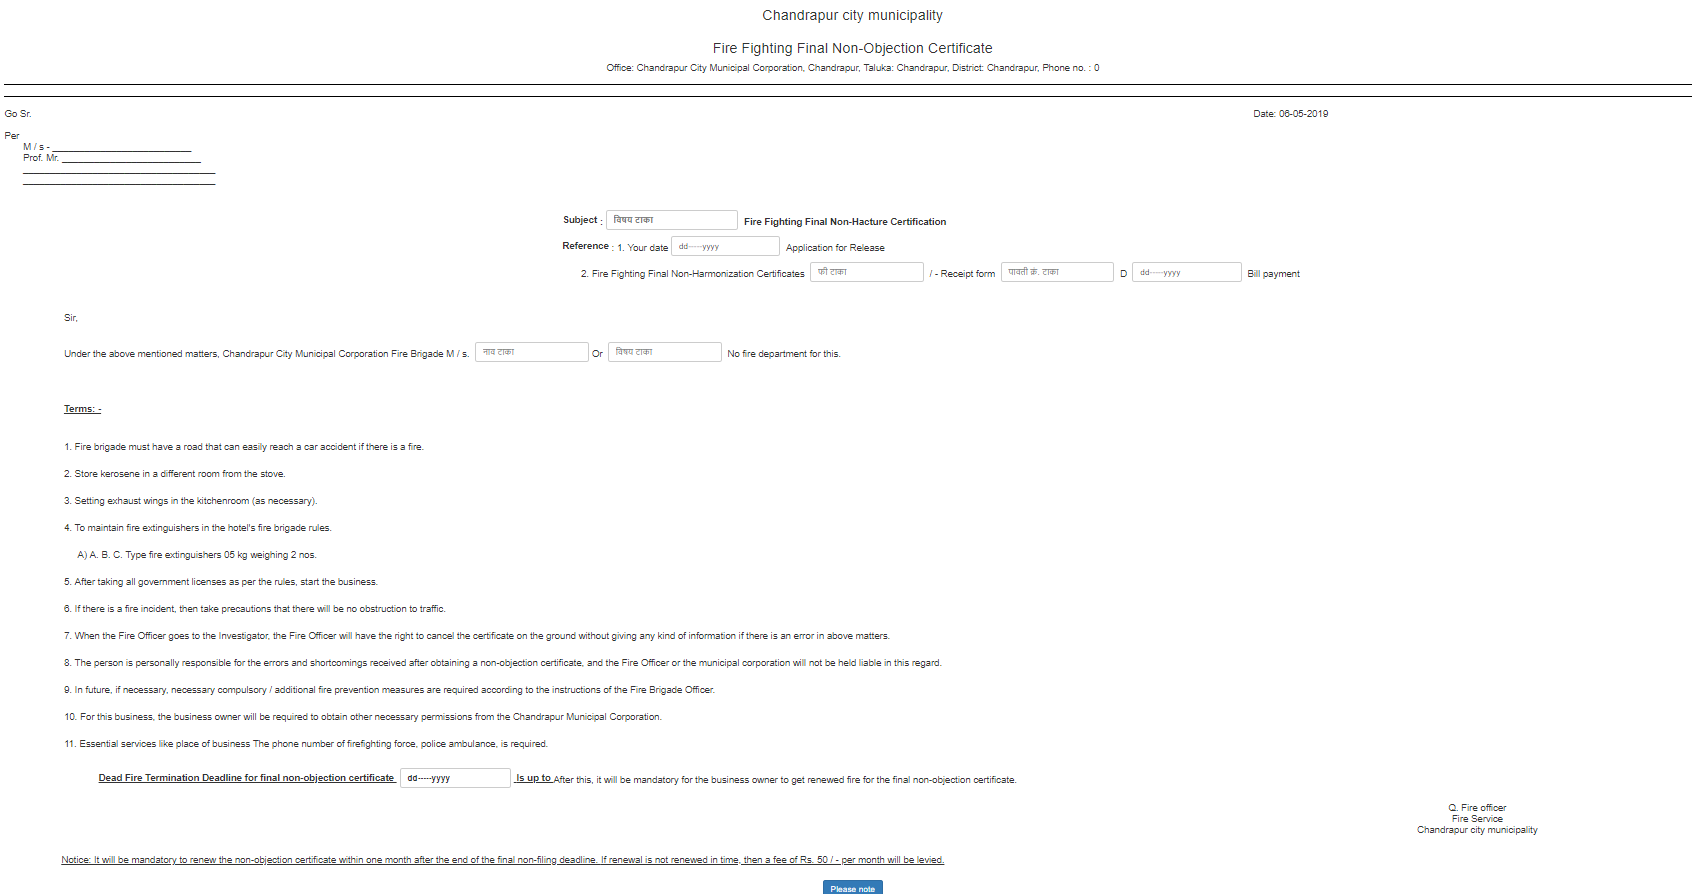 Chandrapur city municipality
Fire Fighting Final Non-Objection Certificate
Office: Chandrapur City Municipal Corporation, Chandrapur, Taluka: Chandrapur, District: Chandrapur, Phone no. : 0
Go Sr. Date: 06-05-2019
Per
M / s - ____________________________
Prof. Mr. ____________________________
_______________________________________
_______________________________________
Subject : विषय टाका Fire Fighting Final Non-Hacture Certification
Reference : 1. Your date dd-----yyyy Application for Release
2. Fire Fighting Final Non-Harmonization Certificates फी टाका / - Receipt form पावती क्रं. टाका D dd-----yyyy Bill payment
Sir,
Under the above mentioned matters, Chandrapur City Municipal Corporation Fire Brigade M / s. नाव टाका Or विषय टाका No fire department for this.
Terms: -
1. Fire brigade must have a road that can easily reach a car accident if there is a fire.
2. Store kerosene in a different room from the stove.
3. Setting exhaust wings in the kitchenroom (as necessary).
4. To maintain fire extinguishers in the hotel's fire brigade rules.
A) A. B. C. Type fire extinguishers 05 kg weighing 2 nos.
5. After taking all government licenses as per the rules, start the business.
6. If there is a fire incident, then take precautions that there will be no obstruction to traffic.
7. When the Fire Officer goes to the Investigator, the Fire Officer will have the right to cancel the certificate on the ground without giving any kind of information if there is an error in above matters.
8. The person is personally responsible for the errors and shortcomings received after obtaining a non-objection certificate, and the Fire Officer or the municipal corporation will not be held liable in this regard.
9. In future, if necessary, necessary compulsory / additional fire prevention measures are required according to the instructions of the Fire Brigade Officer.
10. For this business, the business owner will be required to obtain other necessary permissions from the Chandrapur Municipal Corporation.
11. Essential services like place of business The phone number of firefighting force, police ambulance, is required.
Dead Fire Termination Deadline for final non-objection certificate dd-----yyyy Is up to After this, it will be mandatory for the business owner to get renewed fire for the final non-objection certificate.
Q. Fire officer
Fire Service
Chandrapur city municipality
Notice: It will be mandatory to renew the non-objection certificate within one month after the end of the final non-filing deadline. If renewal is not renewed in time, then a fee of Rs. 50 / - per month will be levied.
Please note